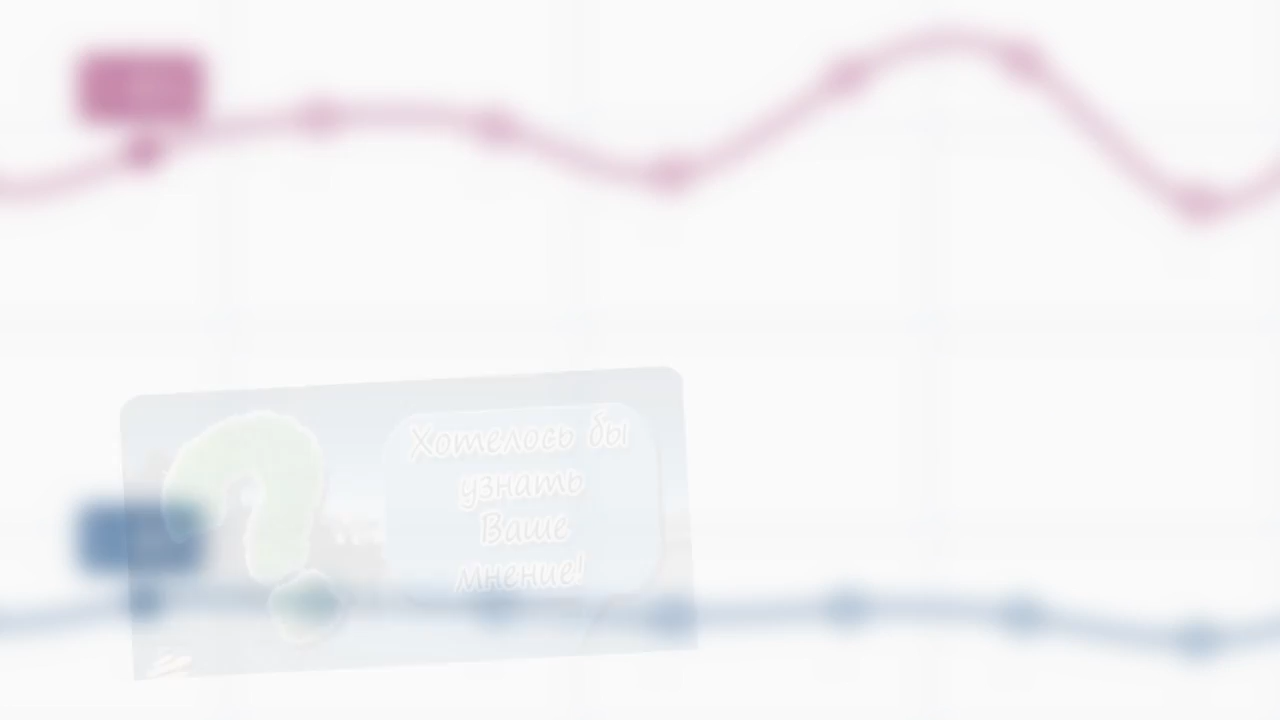 Хотелось бы
узнать
Ваше
мнение!